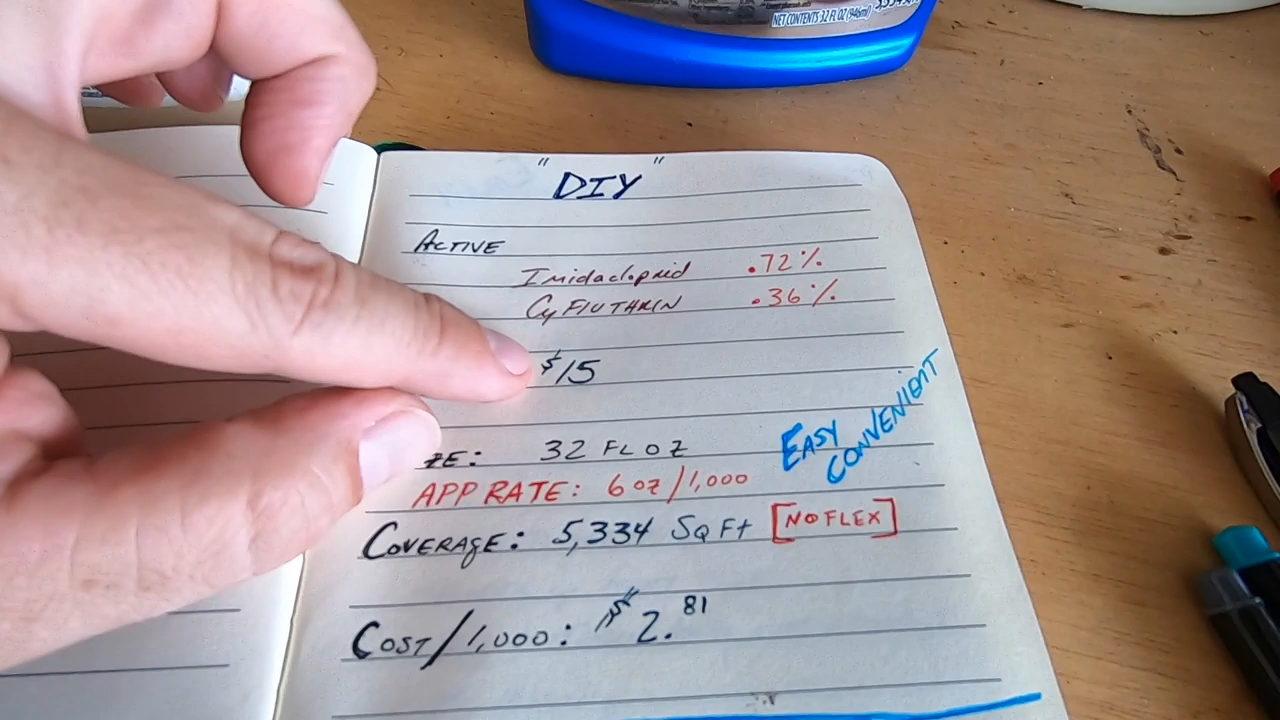 NET CONTENTS 32 FL OZ (946ml)
"DIY"
ACTIVE
Imidacloprid .72%
CYFLUTHRIN .36%
$15
ZE: 32 FL OZ
APP RATE: 6 oz/1,000
EASY
CONVENIENT
COVERAGE: 5,334 SQ Ft [NO FLEX]
COST/1,000: $2.81